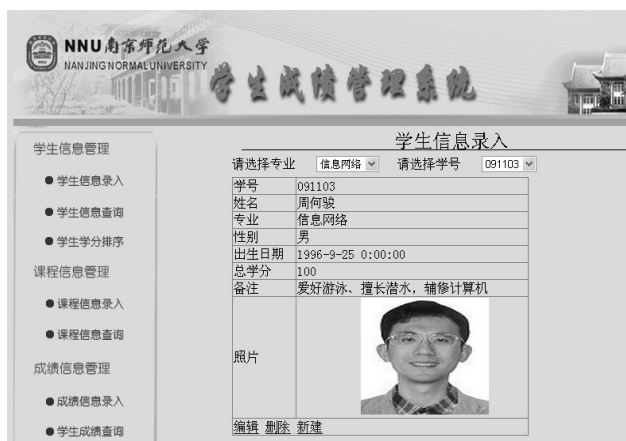 NNU南京师范大学
NANJING NORMAL UNIVERSITY
学生成绩管理系统
学生信息管理
学生信息录入
学生信息查询
学生学分排序
课程信息管理
课程信息录入
课程信息查询
成绩信息管理
成绩信息录入
学生成绩查询
学生信息录入
请选择专业 信息网络 请选择学号 091103
学号 091103
姓名 周何骏
专业 信息网络
性别 男
出生日期 1996-9-25 0:00:00
总学分 100
备注 爱好游泳、擅长潜水，辅修计算机
照片
编辑 删除 新建